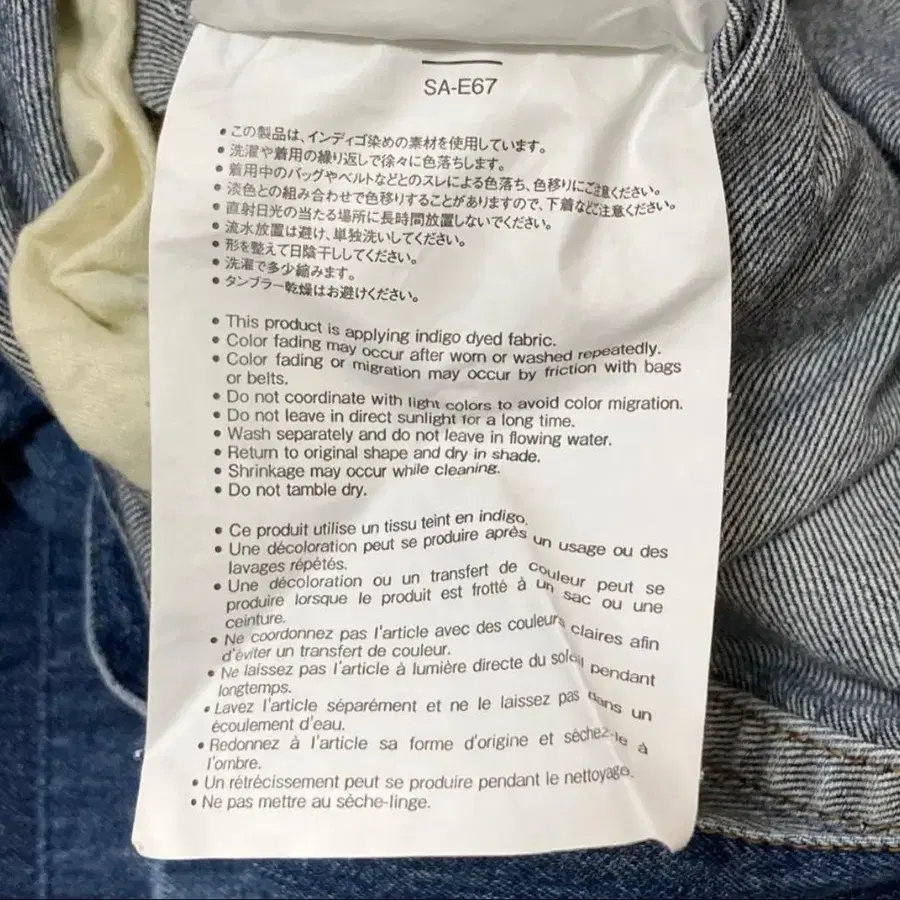 SA-E67
• この製品は、インディゴ染めの素材を使用しています。
• 洗濯や着用の繰り返しで徐々に色落ちします。
• 着用中のバッグやベルトなどとのスレによる色落ち、色移りにご注意ください。
• 淡色との組み合わせで色移りすることがありますので、下着などご注意ください。
• 直射日光の当たる場所に長時間放置しないでください。
• 流水放置は避け、単独洗いしてください。
• 形を整えて日陰干ししてください。
• 洗濯で多少縮みます。
• タンブラー乾燥はお避けください。
• This product is applying indigo dyed fabric.
• Color fading may occur after worn or washed repeatedly.
• Color fading or migration may occur by friction with bags
or belts.
• Do not coordinate with light colors to avoid color migration.
• Do not leave in direct sunlight for a long time.
• Wash separately and do not leave in flowing water.
• Return to original shape and dry in shade.
• Shrinkage may occur while cleaning.
• Do not tamble dry.
• Ce produit utilise un tissu teint en indigo.
• Une décoloration peut se produire après un usage ou des
lavages répétés.
• Une décoloration ou un transfert de couleur peut se
produire lorsque le produit est frotté à un sac ou une
ceinture.
• Ne coordonnez pas l'article avec des couleurs claires afin
d'éviter un transfert de couleur.
• Ne laissez pas l'article à lumière directe du soleil pendant
longtemps.
• Lavez l'article séparément et ne le laissez pas dans un
écoulement d'eau.
• Redonnez à l'article sa forme d'origine et séchez-le à
l'ombre.
• Un rétrécissement peut se produire pendant le nettoyage.
• Ne pas mettre au sèche-linge.